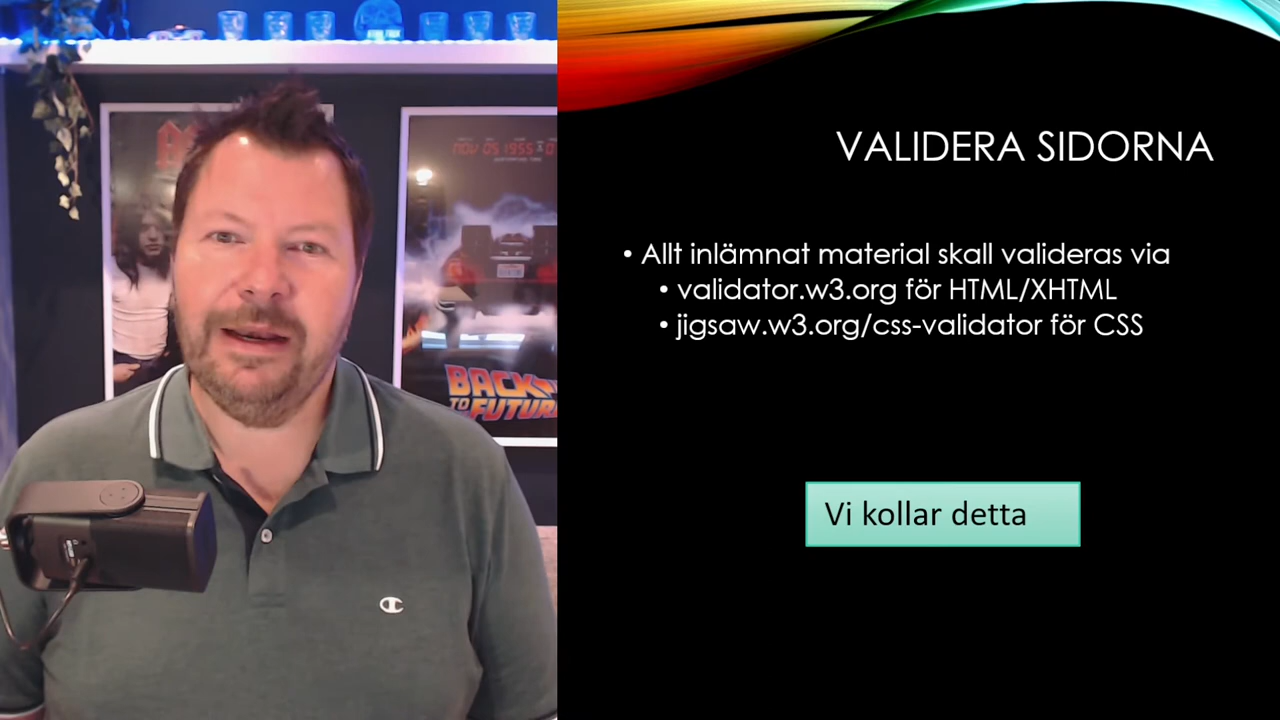 NOV 05 1955
BACK
TO FUTURE
VALIDERA SIDORNA
• Allt inlämnat material skall valideras via
• validator.w3.org för HTML/XHTML
• jigsaw.w3.org/css-validator för CSS
Vi kollar detta